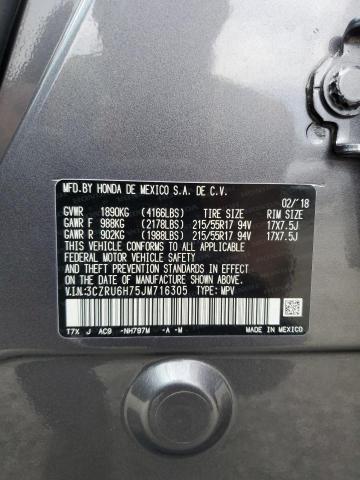 MFD.BY HONDA DE MEXICO S.A. DE C.V.
02/'18
GVWR 1890KG (4166LBS) TIRE SIZE RIM SIZE
GAWR F 988KG (2178LBS) 215/55R17 94V 17X7.5J
GAWR R 902KG (1988LBS) 215/55R17 94V 17X7.5J
THIS VEHICLE CONFORMS TO ALL APPLICABLE
FEDERAL MOTOR VEHICLE SAFETY AND THEFT
PREVENTION STANDARDS IN EFFECT ON THE DATE
OF MANUFACTURE SHOWN ABOVE.
V.I.N.:3CZRU6H75JM716305 TYPE: MPV
T7X J AC9 -NH797M -A -M
MADE IN MEXICO